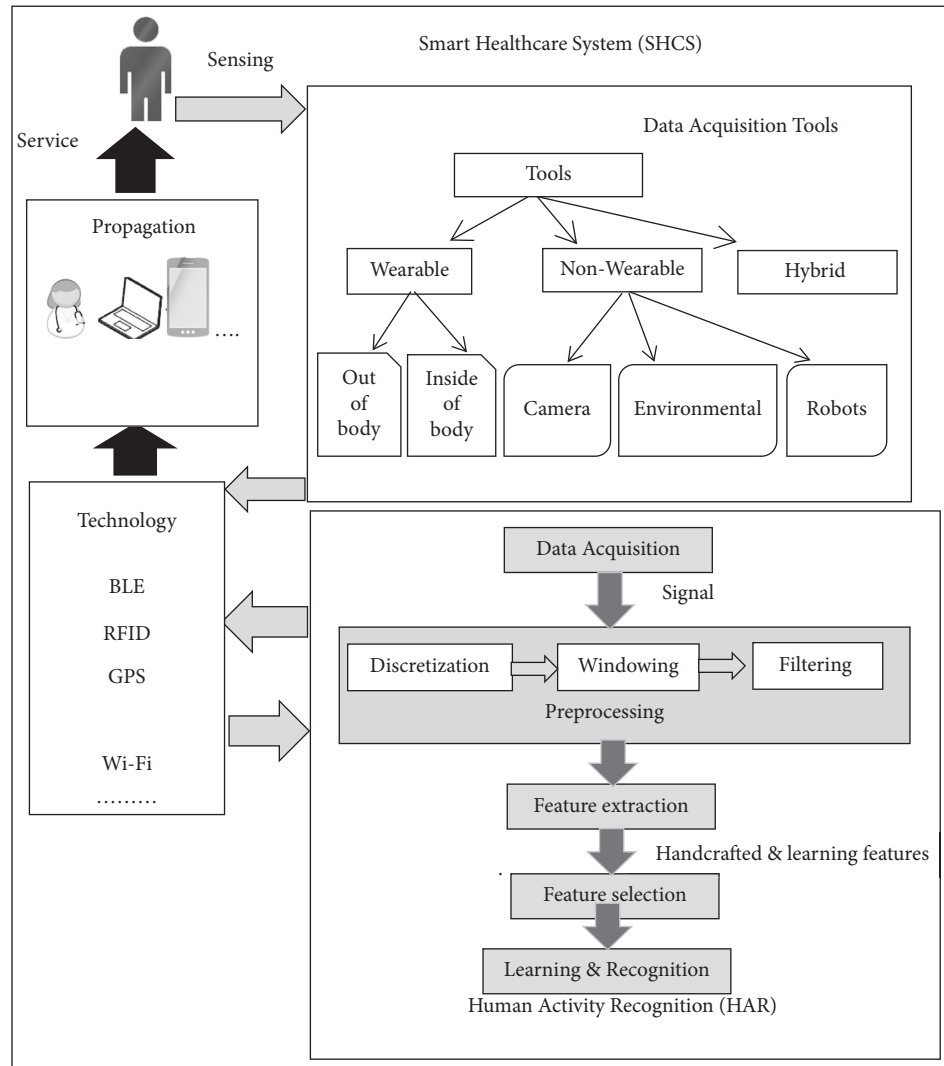 Smart Healthcare System (SHCS)
Sensing
Service
Data Acquisition Tools
Tools
Wearable
Non-Wearable
Hybrid
Out
of
body
Inside
of
body
Camera
Environmental
Robots
Propagation
....
Technology
BLE
RFID
GPS
Wi-Fi
.........
Data Acquisition
Signal
Discretization
Windowing
Filtering
Preprocessing
Feature extraction
Handcrafted & learning features
.
Feature selection
Learning & Recognition
Human Activity Recognition (HAR)